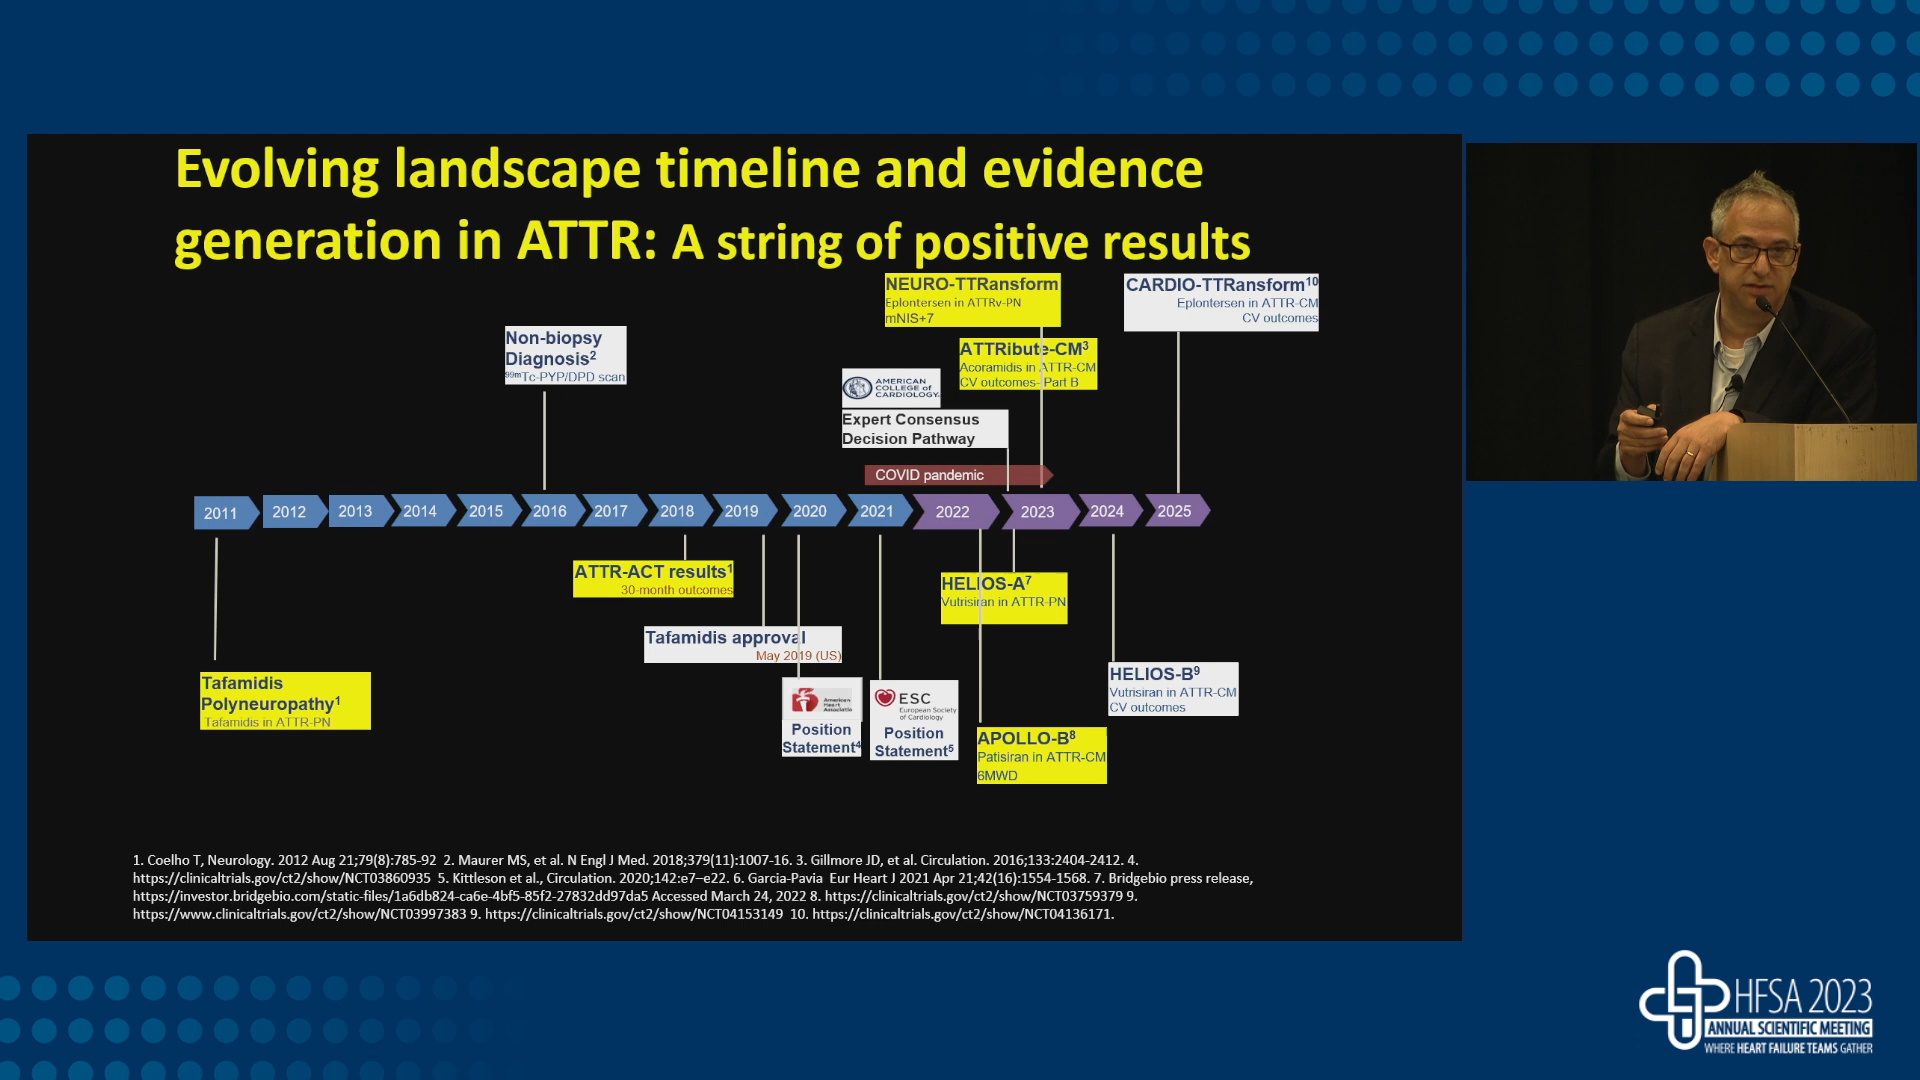 Evolving landscape timeline and evidence
generation in ATTR: A string of positive results
NEURO-TTRansform
Eplontersen in ATTRv-PN
mNIS+7
CARDIO-TTRansform10
Eplontersen in ATTR-CM
CV outcomes
Non-biopsy
Diagnosis2
99mTc-PYP/DPD scan
ATTRibute-CM3
Acoramidis in ATTR-CM
CV outcomes- Part B
AMERICAN
COLLEGE of
CARDIOLOGY
Expert Consensus
Decision Pathway
COVID pandemic
2011 2012 2013 2014 2015 2016 2017 2018 2019 2020 2021 2022 2023 2024 2025
ATTR-ACT results1
30-month outcomes
HELIOS-A7
Vutrisiran in ATTR-PN
Tafamidis approval
May 2019 (US)
Tafamidis
Polyneuropathy1
Tafamidis in ATTR-PN
American
Heart
Position
Statement4
ESC
European Society
of Cardiology
Position
Statement5
HELIOS-B9
Vutrisiran in ATTR-CM
CV outcomes
APOLLO-B8
Patisiran in ATTR-CM
6MWD
1. Coelho T, Neurology. 2012 Aug 21;79(8):785-92 2. Maurer MS, et al. N Engl J Med. 2018;379(11):1007-16. 3. Gillmore JD, et al. Circulation. 2016;133:2404-2412. 4.
https://clinicaltrials.gov/ct2/show/NCT03860935 5. Kittleson et al., Circulation. 2020;142:e7–e22. 6. Garcia-Pavia Eur Heart J 2021 Apr 21;42(16):1554-1568. 7. Bridgebio press release,
https://investor.bridgebio.com/static-files/1a6db824-ca6e-4bf5-85f2-27832dd97da5 Accessed March 24, 2022 8. https://clinicaltrials.gov/ct2/show/NCT03759379 9.
https://www.clinicaltrials.gov/ct2/show/NCT03997383 9. https://clinicaltrials.gov/ct2/show/NCT04153149 10. https://clinicaltrials.gov/ct2/show/NCT04136171.
HFSA 2023
ANNUAL SCIENTIFIC MEETING
WHERE HEART FAILURE TEAMS GATHER